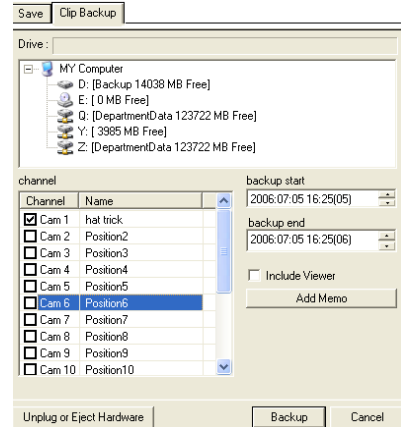 Save Clip Backup
Drive :
MY Computer
D: [Backup 14038 MB Free]
E: [ 0 MB Free]
Q: [DepartmentData 123722 MB Free]
Y: [ 3985 MB Free]
Z: [DepartmentData 123722 MB Free]
channel
Channel Name
Cam 1 hat trick
Cam 2 Position2
Cam 3 Position3
Cam 4 Position4
Cam 5 Position5
Cam 6 Position6
Cam 7 Position7
Cam 8 Position8
Cam 9 Position9
Cam 10 Position10
backup start
2006:07:05 16:25(05)
backup end
2006:07:05 16:25(06)
Include Viewer
Add Memo
Unplug or Eject Hardware Backup Cancel